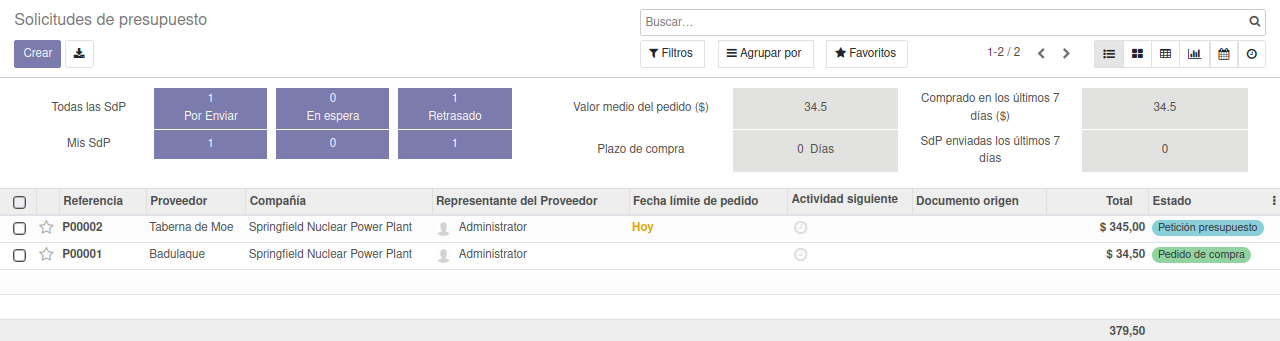 Solicitudes de presupuesto
Buscar...
Crear
Filtros Agrupar por Favoritos 1-2 / 2
Todas las SdP 1 Por Enviar 0 En espera 1 Retrasado
Mis SdP 1 0 1
Valor medio del pedido ($) 34.5
Comprado en los últimos 7
días ($) 34.5
Plazo de compra 0 Días
SdP enviadas los últimos 7
días 0
Referencia Proveedor Compañía Representante del Proveedor Fecha límite de pedido Actividad siguiente Documento origen Total Estado
P00002 Taberna de Moe Springfield Nuclear Power Plant Administrator Hoy $ 345,00 Petición presupuesto
P00001 Badulaque Springfield Nuclear Power Plant Administrator $ 34,50 Pedido de compra
379,50